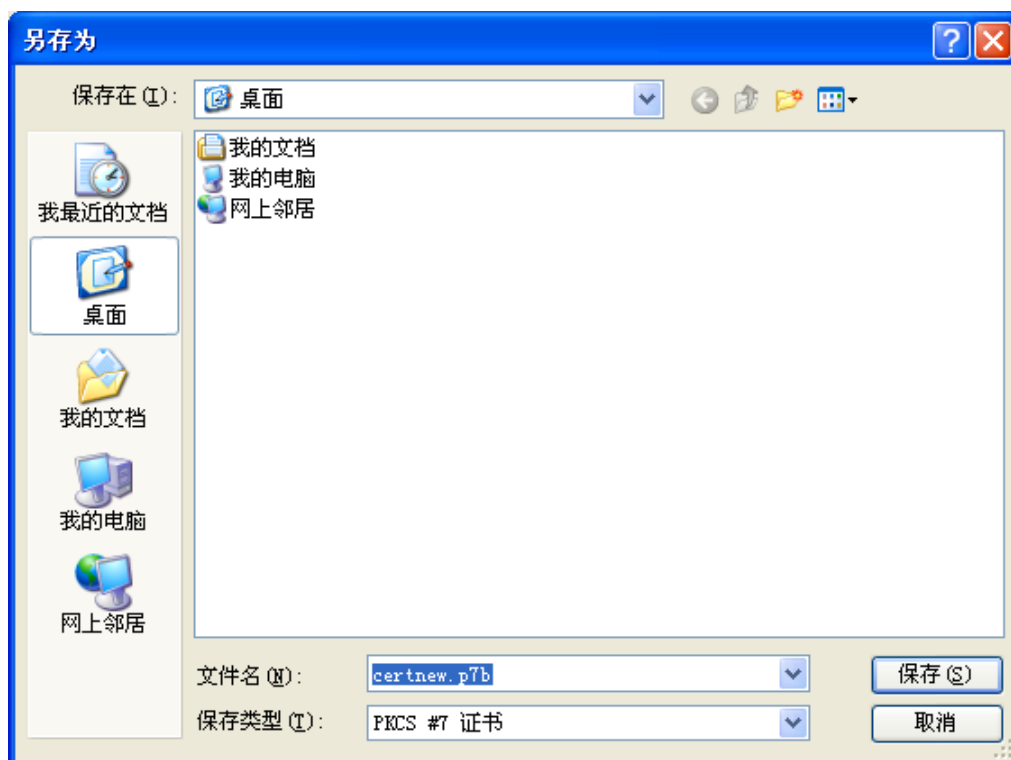 另存为
保存在(I):
桌面
我最近的文档
桌面
我的文档
我的电脑
网上邻居
我的文档
我的电脑
网上邻居
文件名(N):
certnew.p7b
保存(S)
保存类型(T):
PKCS #7 证书
取消